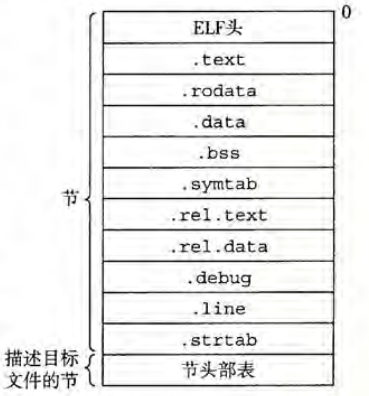 0
ELF头
.text
.rodata
.data
.bss
.symtab
节
.rel.text
.rel.data
.debug
.line
.strtab
描述目标
文件的节
节头部表